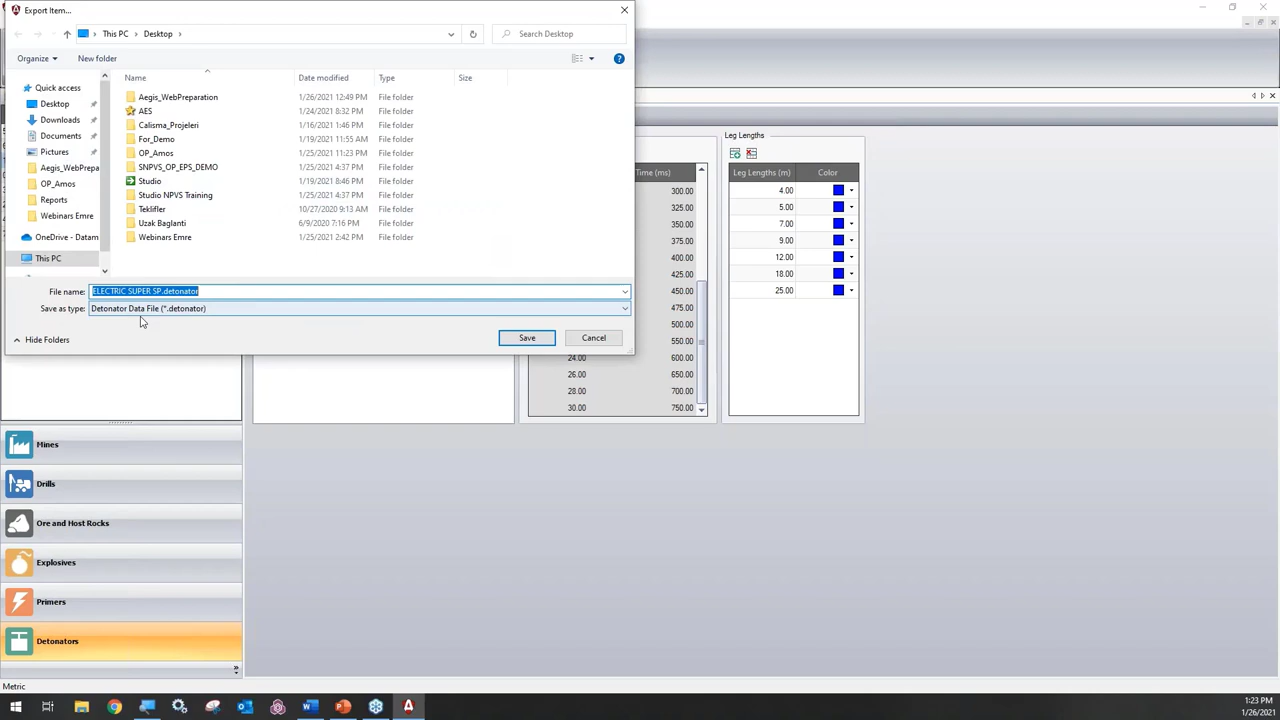 Export Item...
This PC
Desktop
Search Desktop
Organize
New folder
Name
Date modified
Type
Size
Quick access
Desktop
Downloads
Documents
Pictures
Aegis_WebPrepara
OP_Amos
Reports
Webinars Emre
OneDrive - Datam
This PC
Aegis_WebPreparation 1/26/2021 12:49 PM File folder
AES 1/24/2021 8:32 PM File folder
Calisma_Projeleri 1/16/2021 1:46 PM File folder
For_Demo 1/19/2021 11:55 AM File folder
OP_Amos 1/25/2021 11:23 PM File folder
SNPVS_OP_EPS_DEMO 1/25/2021 4:37 PM File folder
Studio 1/19/2021 8:46 PM File folder
Studio NPVS Training 1/25/2021 4:37 PM File folder
Teklifler 10/27/2020 9:13 AM File folder
Uzak Baglanti 6/9/2020 7:16 PM File folder
Webinars Emre 1/25/2021 2:42 PM File folder
File name: ELECTRIC SUPER SP.detonator
Save as type: Detonator Data File (*.detonator)
Hide Folders
Save
Cancel
Time (ms)
300.00
325.00
350.00
375.00
400.00
425.00
450.00
475.00
500.00
550.00
24.00 600.00
26.00 650.00
28.00 700.00
30.00 750.00
Leg Lengths
Leg Lengths (m) Color
4.00
5.00
7.00
9.00
12.00
18.00
25.00
Mines
Drills
Ore and Host Rocks
Explosives
Primers
Detonators
Metric
1:23 PM
1/26/2021